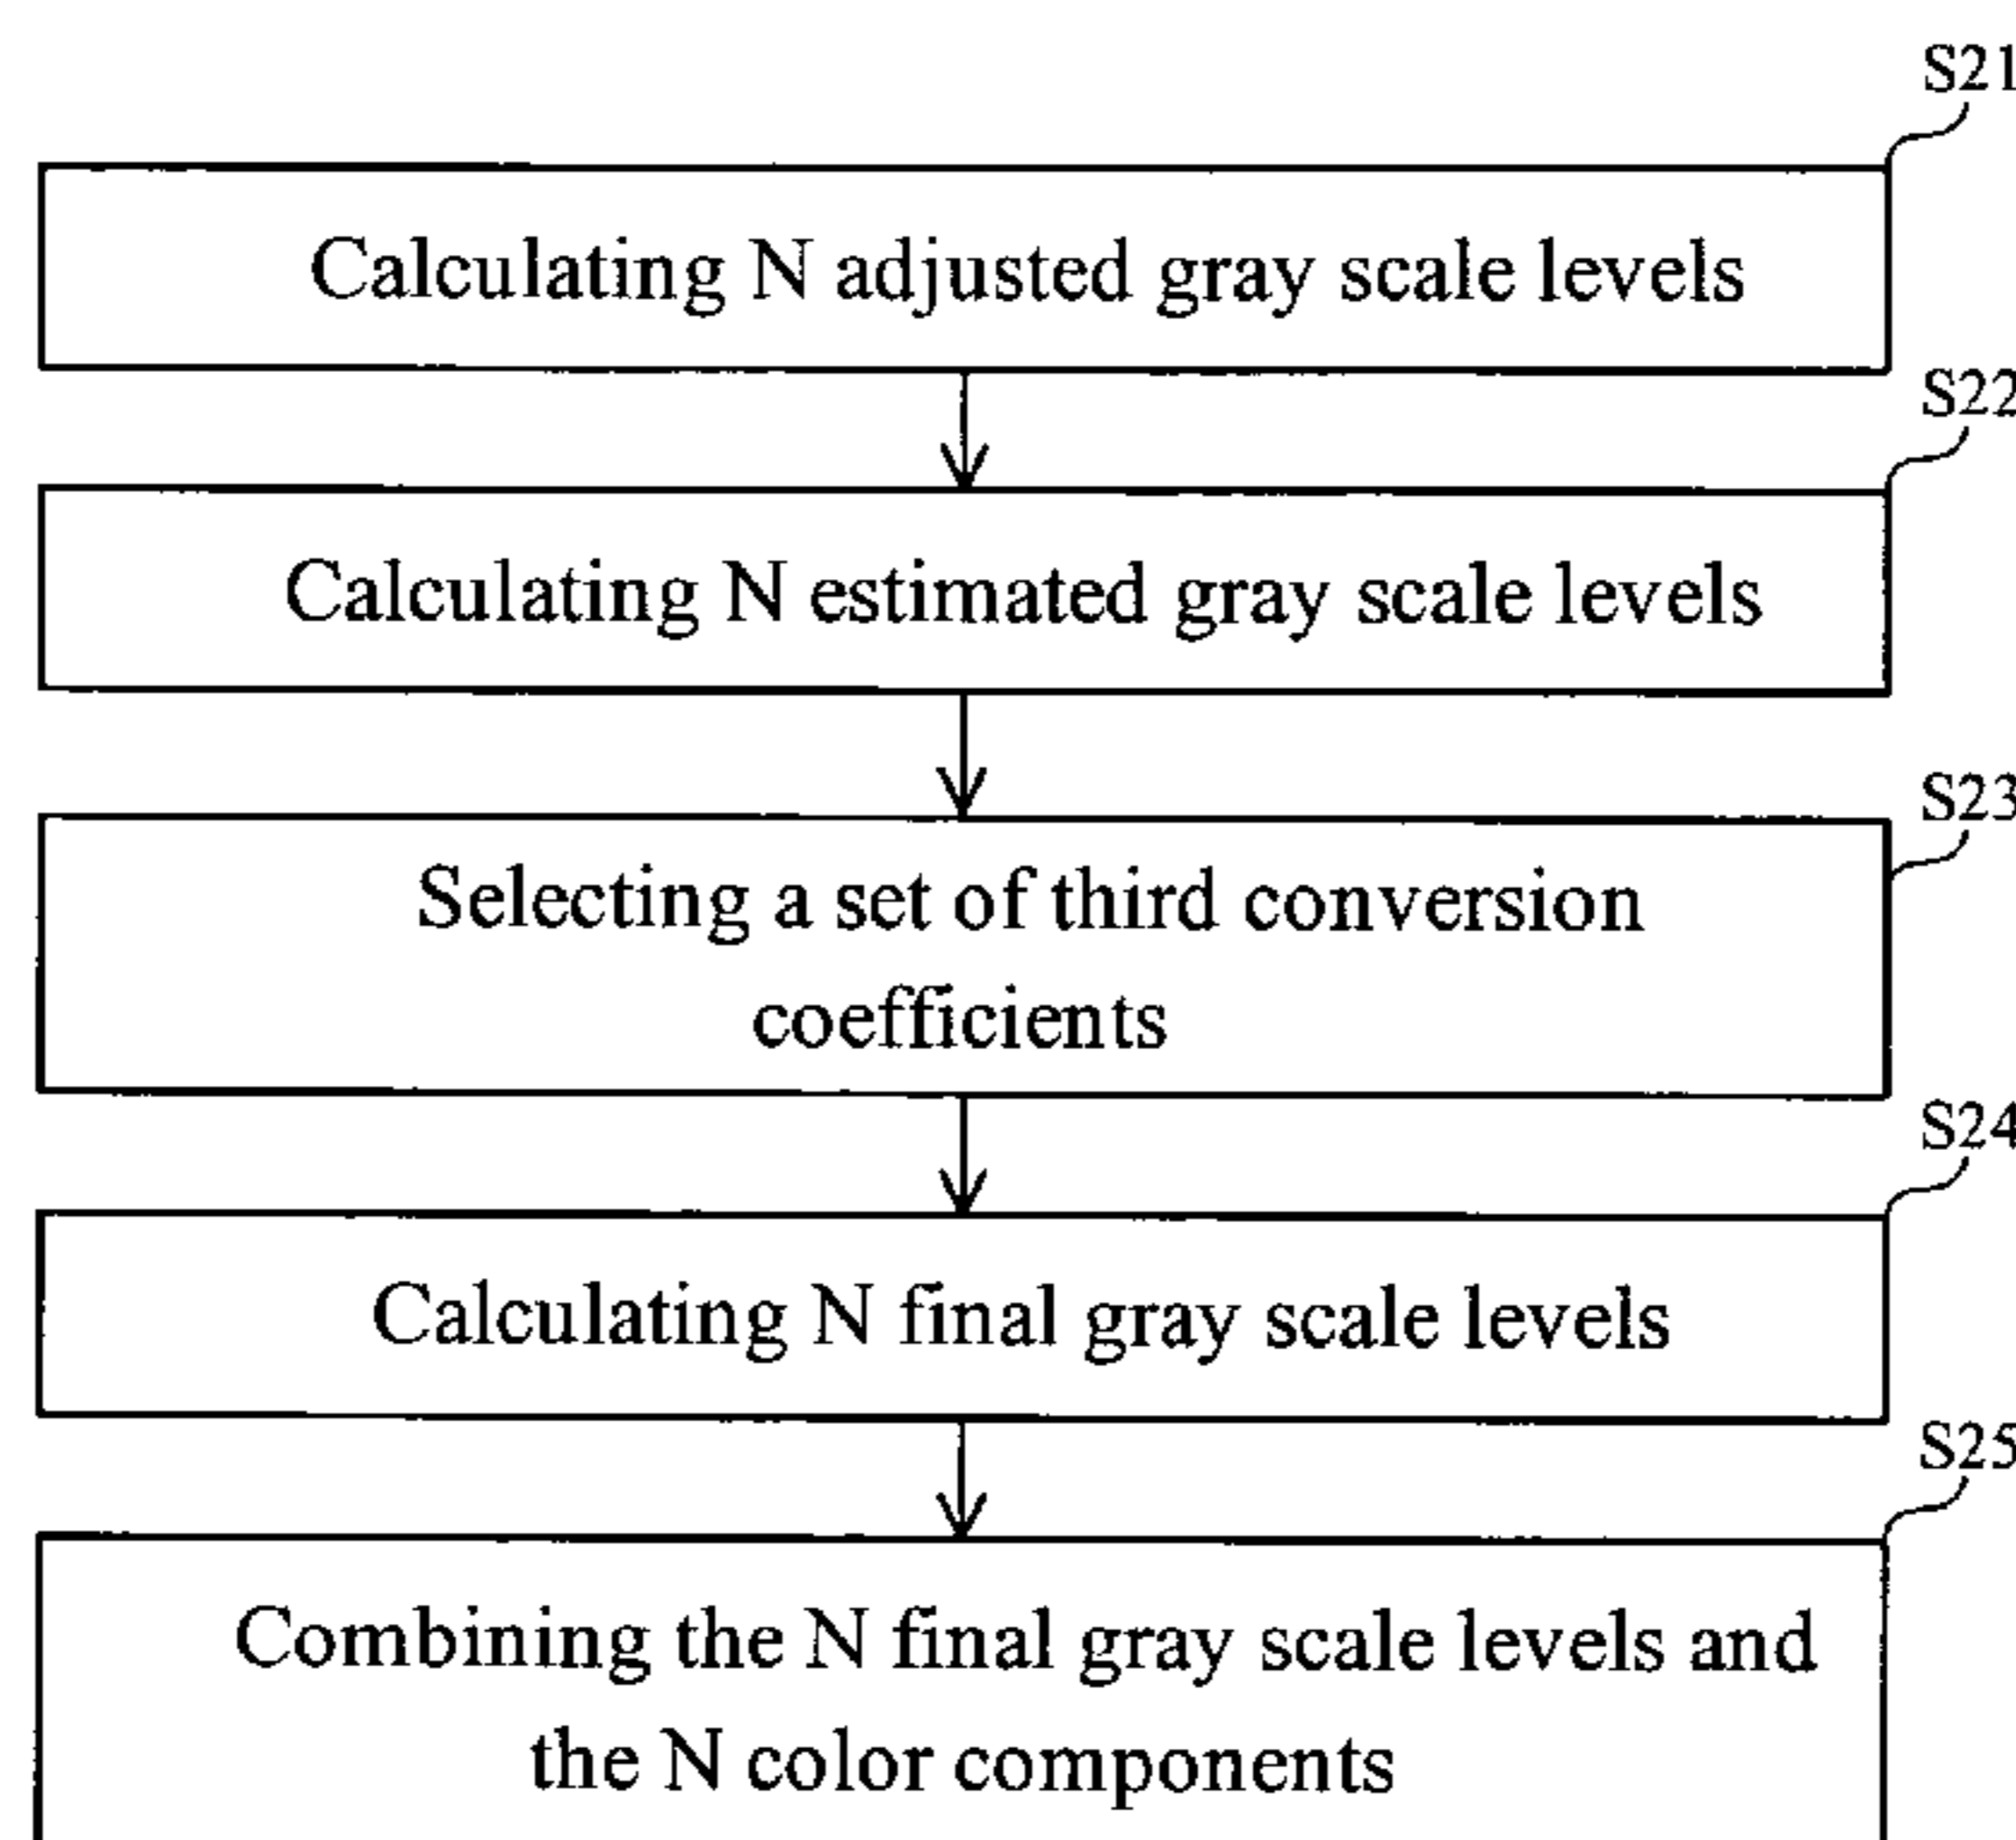 S21
Calculating N adjusted gray scale levels
S22
Calculating N estimated gray scale levels
S23
Selecting a set of third conversion
coefficients
S24
Calculating N final gray scale levels
S25
Combining the N final gray scale levels and
the N color components